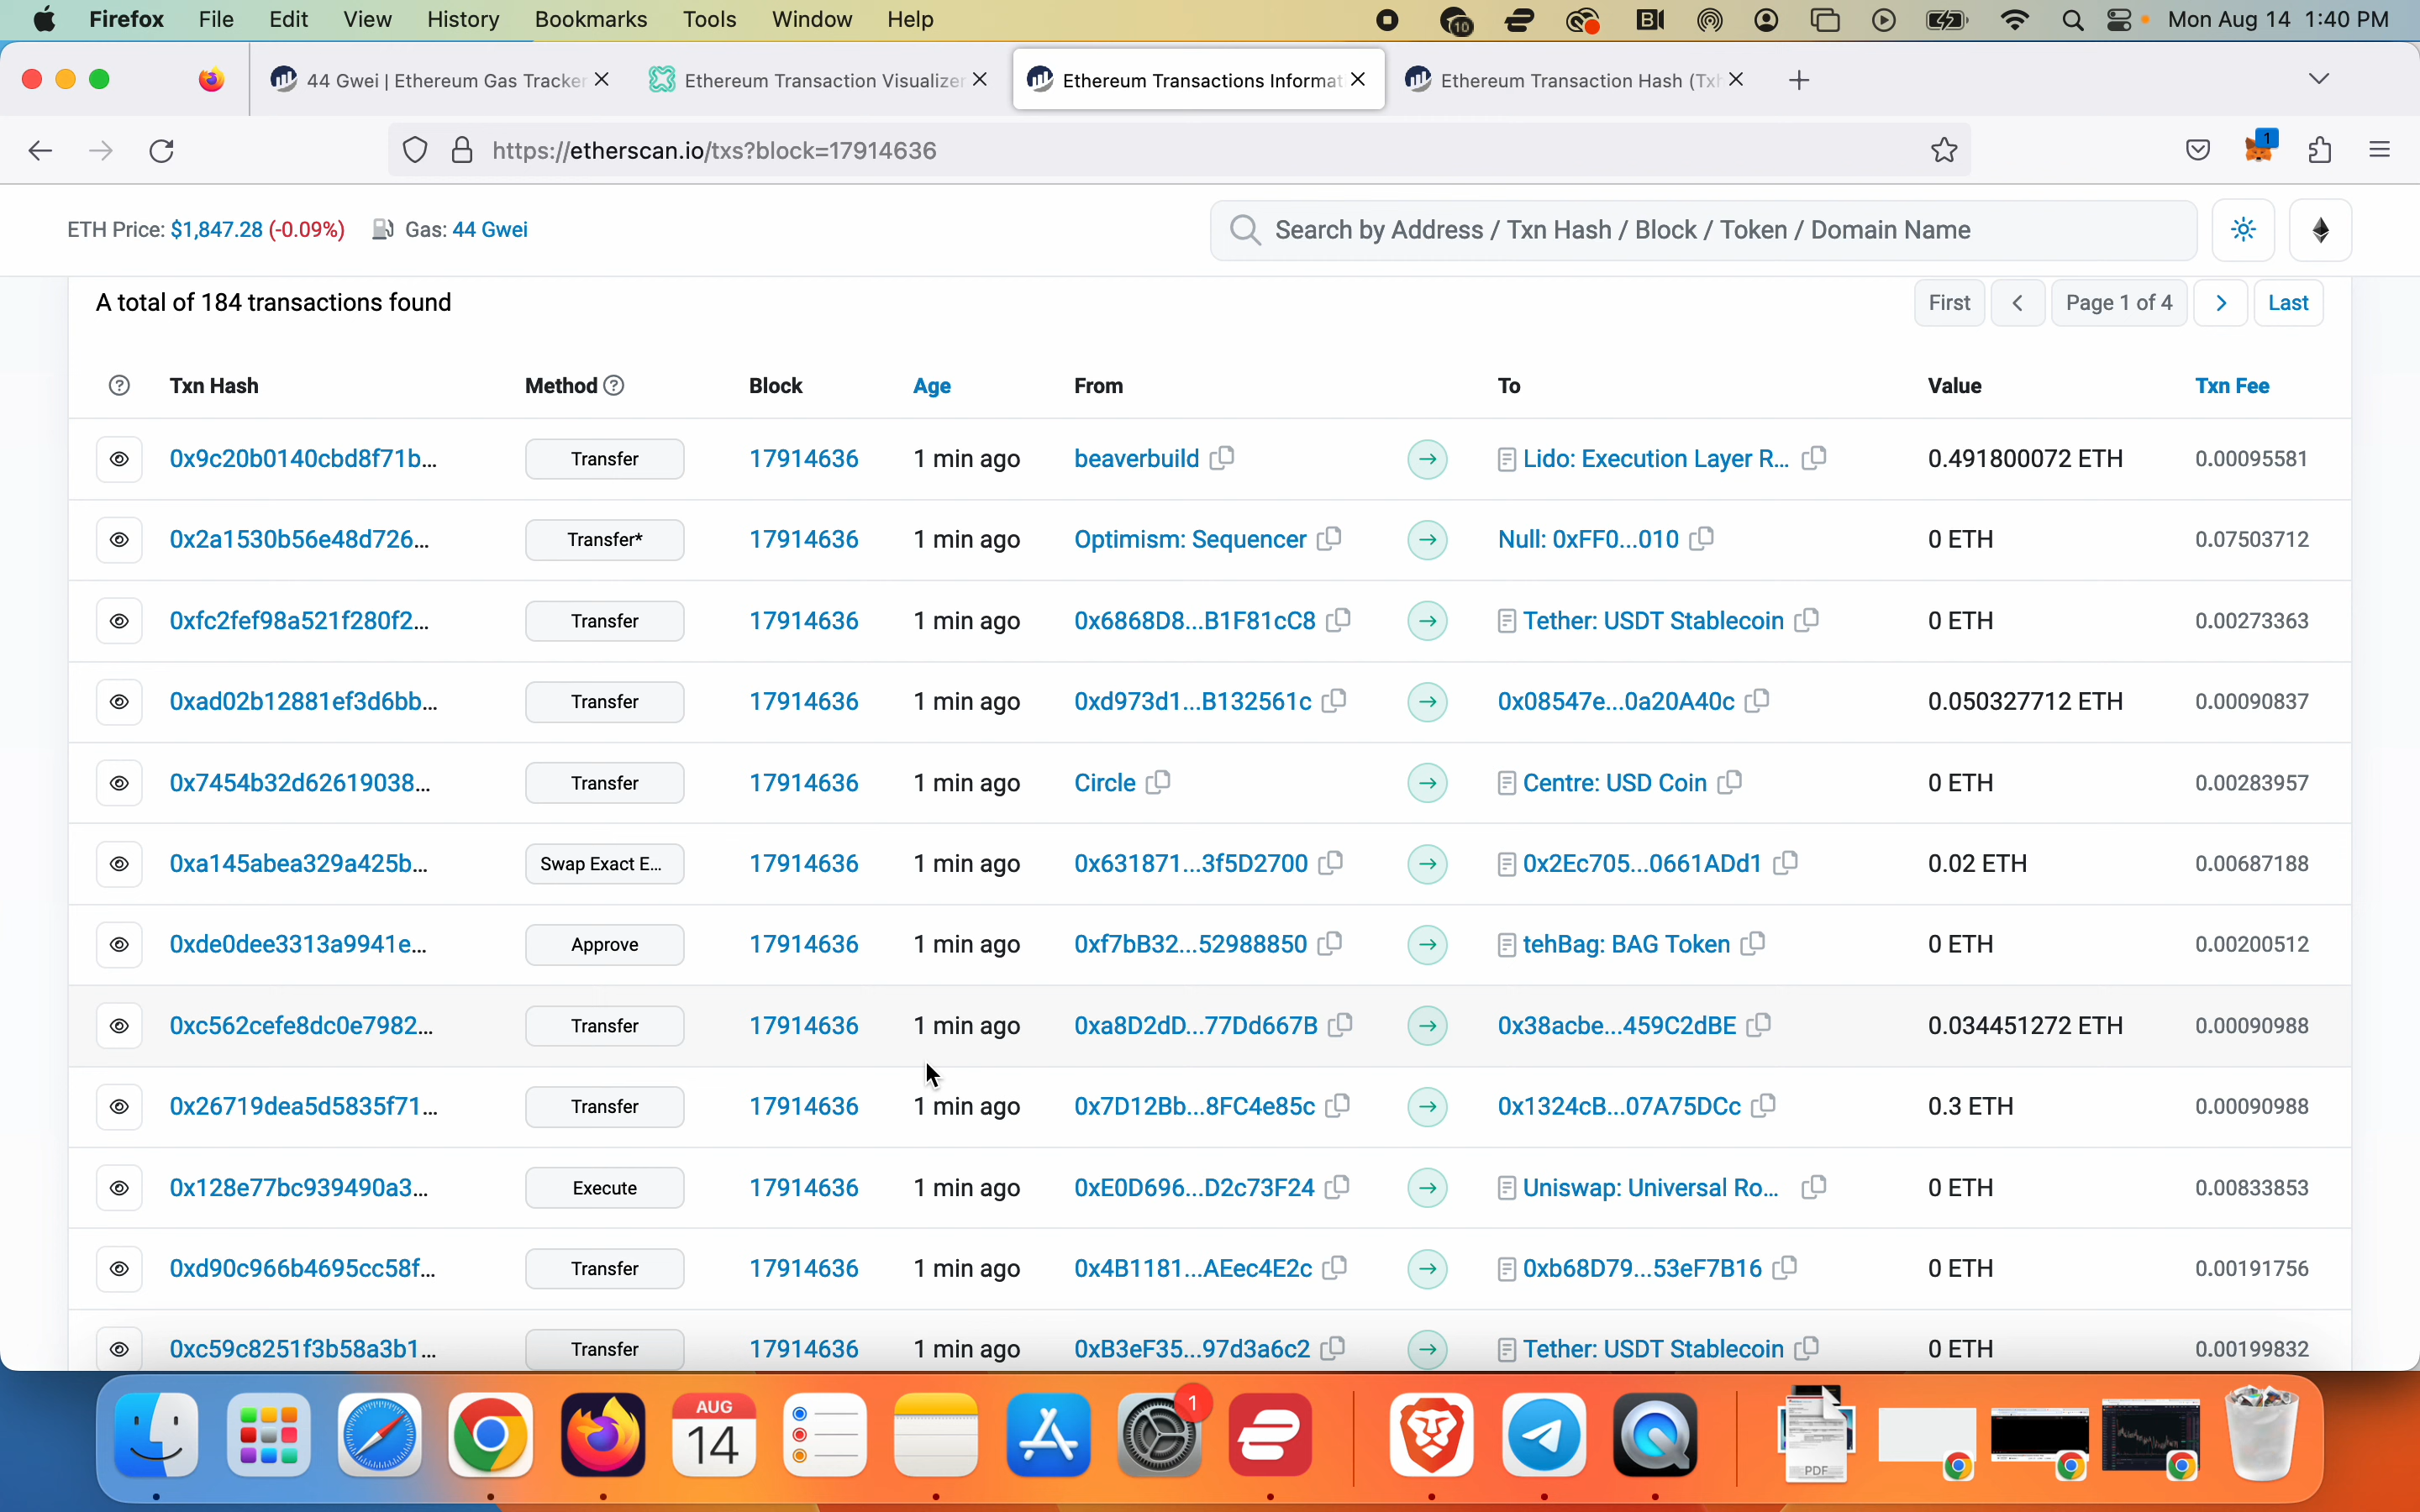 Firefox File Edit View History Bookmarks Tools Window Help 10 Mon Aug 14 1:40 PM
44 Gwei | Ethereum Gas Tracker Ethereum Transaction Visualizer Ethereum Transactions Informat Ethereum Transaction Hash (Txh
https://etherscan.io/txs?block=17914636 1
ETH Price: $1,847.28 (-0.09%) Gas: 44 Gwei Search by Address / Txn Hash / Block / Token / Domain Name
A total of 184 transactions found First Page 1 of 4 Last
Txn Hash Method Block Age From To Value Txn Fee
0x9c20b0140cbd8f71b... Transfer 17914636 1 min ago beaverbuild Lido: Execution Layer R... 0.491800072 ETH 0.00095581
0x2a1530b56e48d726... Transfer* 17914636 1 min ago Optimism: Sequencer Null: 0xFF0...010 0 ETH 0.07503712
0xfc2fef98a521f280f2... Transfer 17914636 1 min ago 0x6868D8...B1F81cC8 Tether: USDT Stablecoin 0 ETH 0.00273363
0xad02b12881ef3d6bb... Transfer 17914636 1 min ago 0xd973d1...B132561c 0x08547e...0a20A40c 0.050327712 ETH 0.00090837
0x7454b32d62619038... Transfer 17914636 1 min ago Circle Centre: USD Coin 0 ETH 0.00283957
0xa145abea329a425b... Swap Exact E... 17914636 1 min ago 0x631871...3f5D2700 0x2Ec705...0661ADd1 0.02 ETH 0.00687188
0xde0dee3313a9941e... Approve 17914636 1 min ago 0xf7bB32...52988850 tehBag: BAG Token 0 ETH 0.00200512
0xc562cefe8dc0e7982... Transfer 17914636 1 min ago 0xa8D2dD...77Dd667B 0x38acbe...459C2dBE 0.034451272 ETH 0.00090988
0x26719dea5d5835f71... Transfer 17914636 1 min ago 0x7D12Bb...8FC4e85c 0x1324cB...07A75DCc 0.3 ETH 0.00090988
0x128e77bc939490a3... Execute 17914636 1 min ago 0xE0D696...D2c73F24 Uniswap: Universal Ro... 0 ETH 0.00833853
0xd90c966b4695cc58f... Transfer 17914636 1 min ago 0x4B1181...AEec4E2c 0xb68D79...53eF7B16 0 ETH 0.00191756
0xc59c8251f3b58a3b1... Transfer 17914636 1 min ago 0xB3eF35...97d3a6c2 Tether: USDT Stablecoin 0 ETH 0.00199832
AUG 1
14
PDF